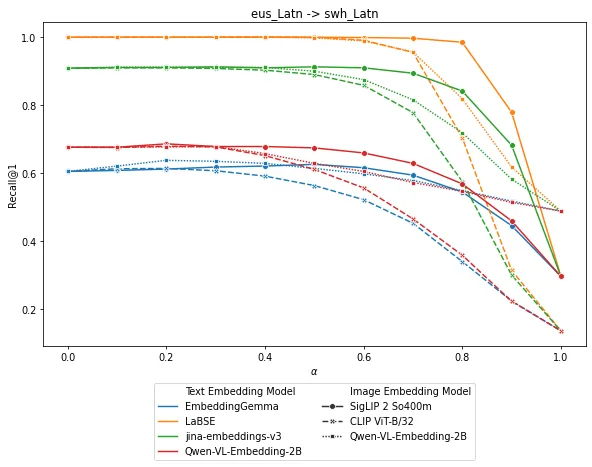 eus_Latn -> swh_Latn
1.0
0.8
0.6
0.4
0.2
Recall@1
0.0 0.2 0.4 0.6 0.8 1.0
α
Text Embedding Model Image Embedding Model
EmbeddingGemma SigLIP 2 So400m
LaBSE CLIP ViT-B/32
jina-embeddings-v3 Qwen-VL-Embedding-2B
Qwen-VL-Embedding-2B